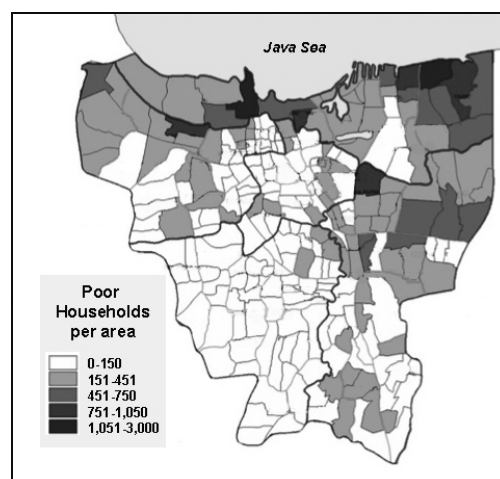 Java Sea
Poor
Households
per area
0-150
151-451
451-750
751-1,050
1,051-3,000